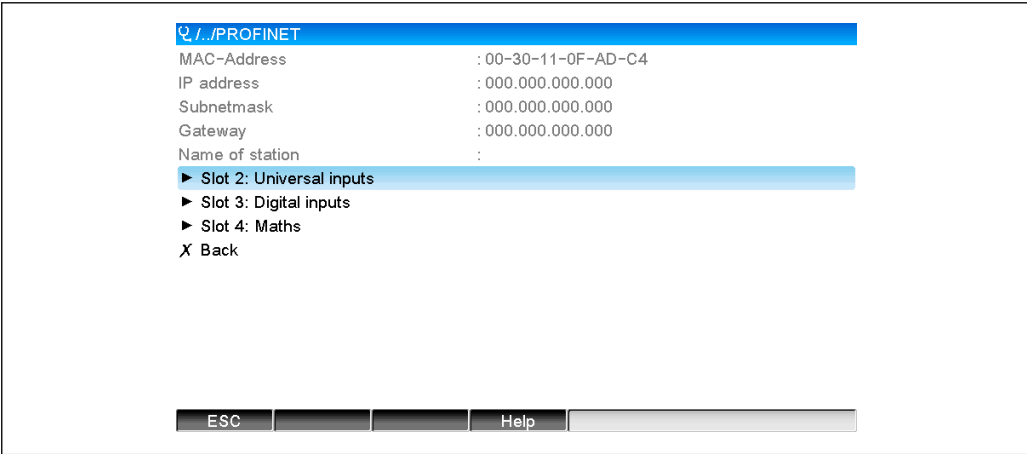 /../PROFINET
MAC-Address : 00-30-11-0F-AD-C4
IP address : 000.000.000.000
Subnetmask : 000.000.000.000
Gateway : 000.000.000.000
Name of station :
► Slot 2: Universal inputs
► Slot 3: Digital inputs
► Slot 4: Maths
X Back
ESC Help